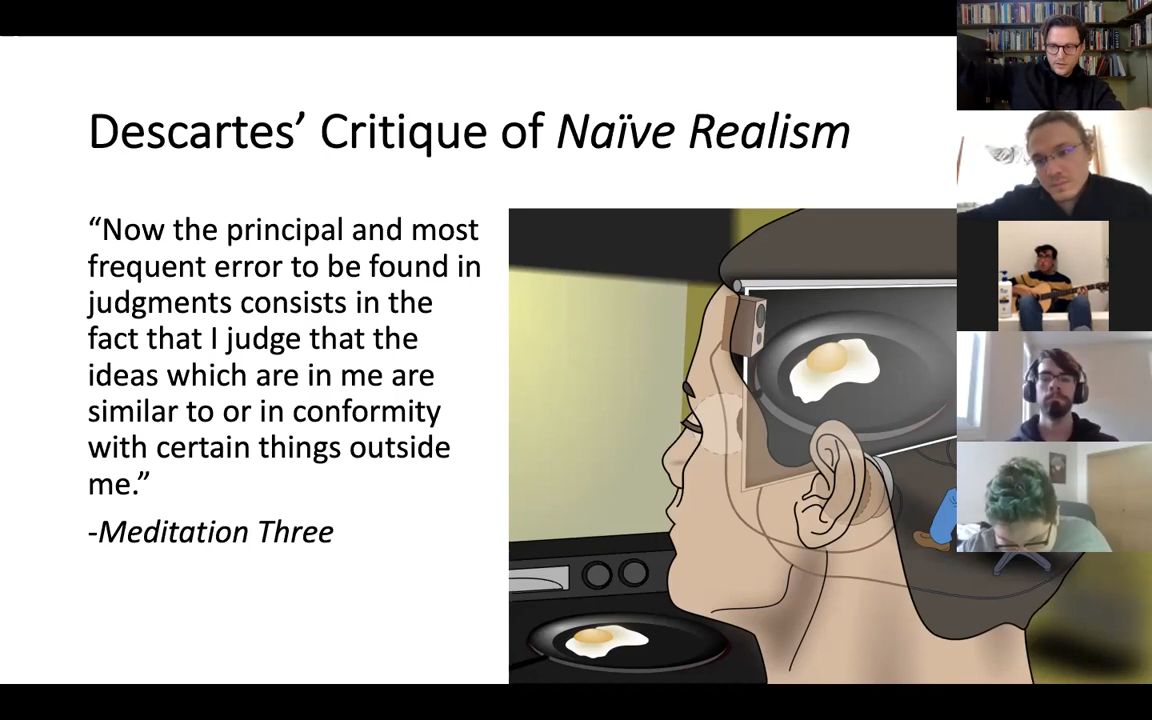 Descartes’ Critique of Naïve Realism
“Now the principal and most
frequent error to be found in
judgments consists in the
fact that I judge that the
ideas which are in me are
similar to or in conformity
with certain things outside
me.”
-Meditation Three